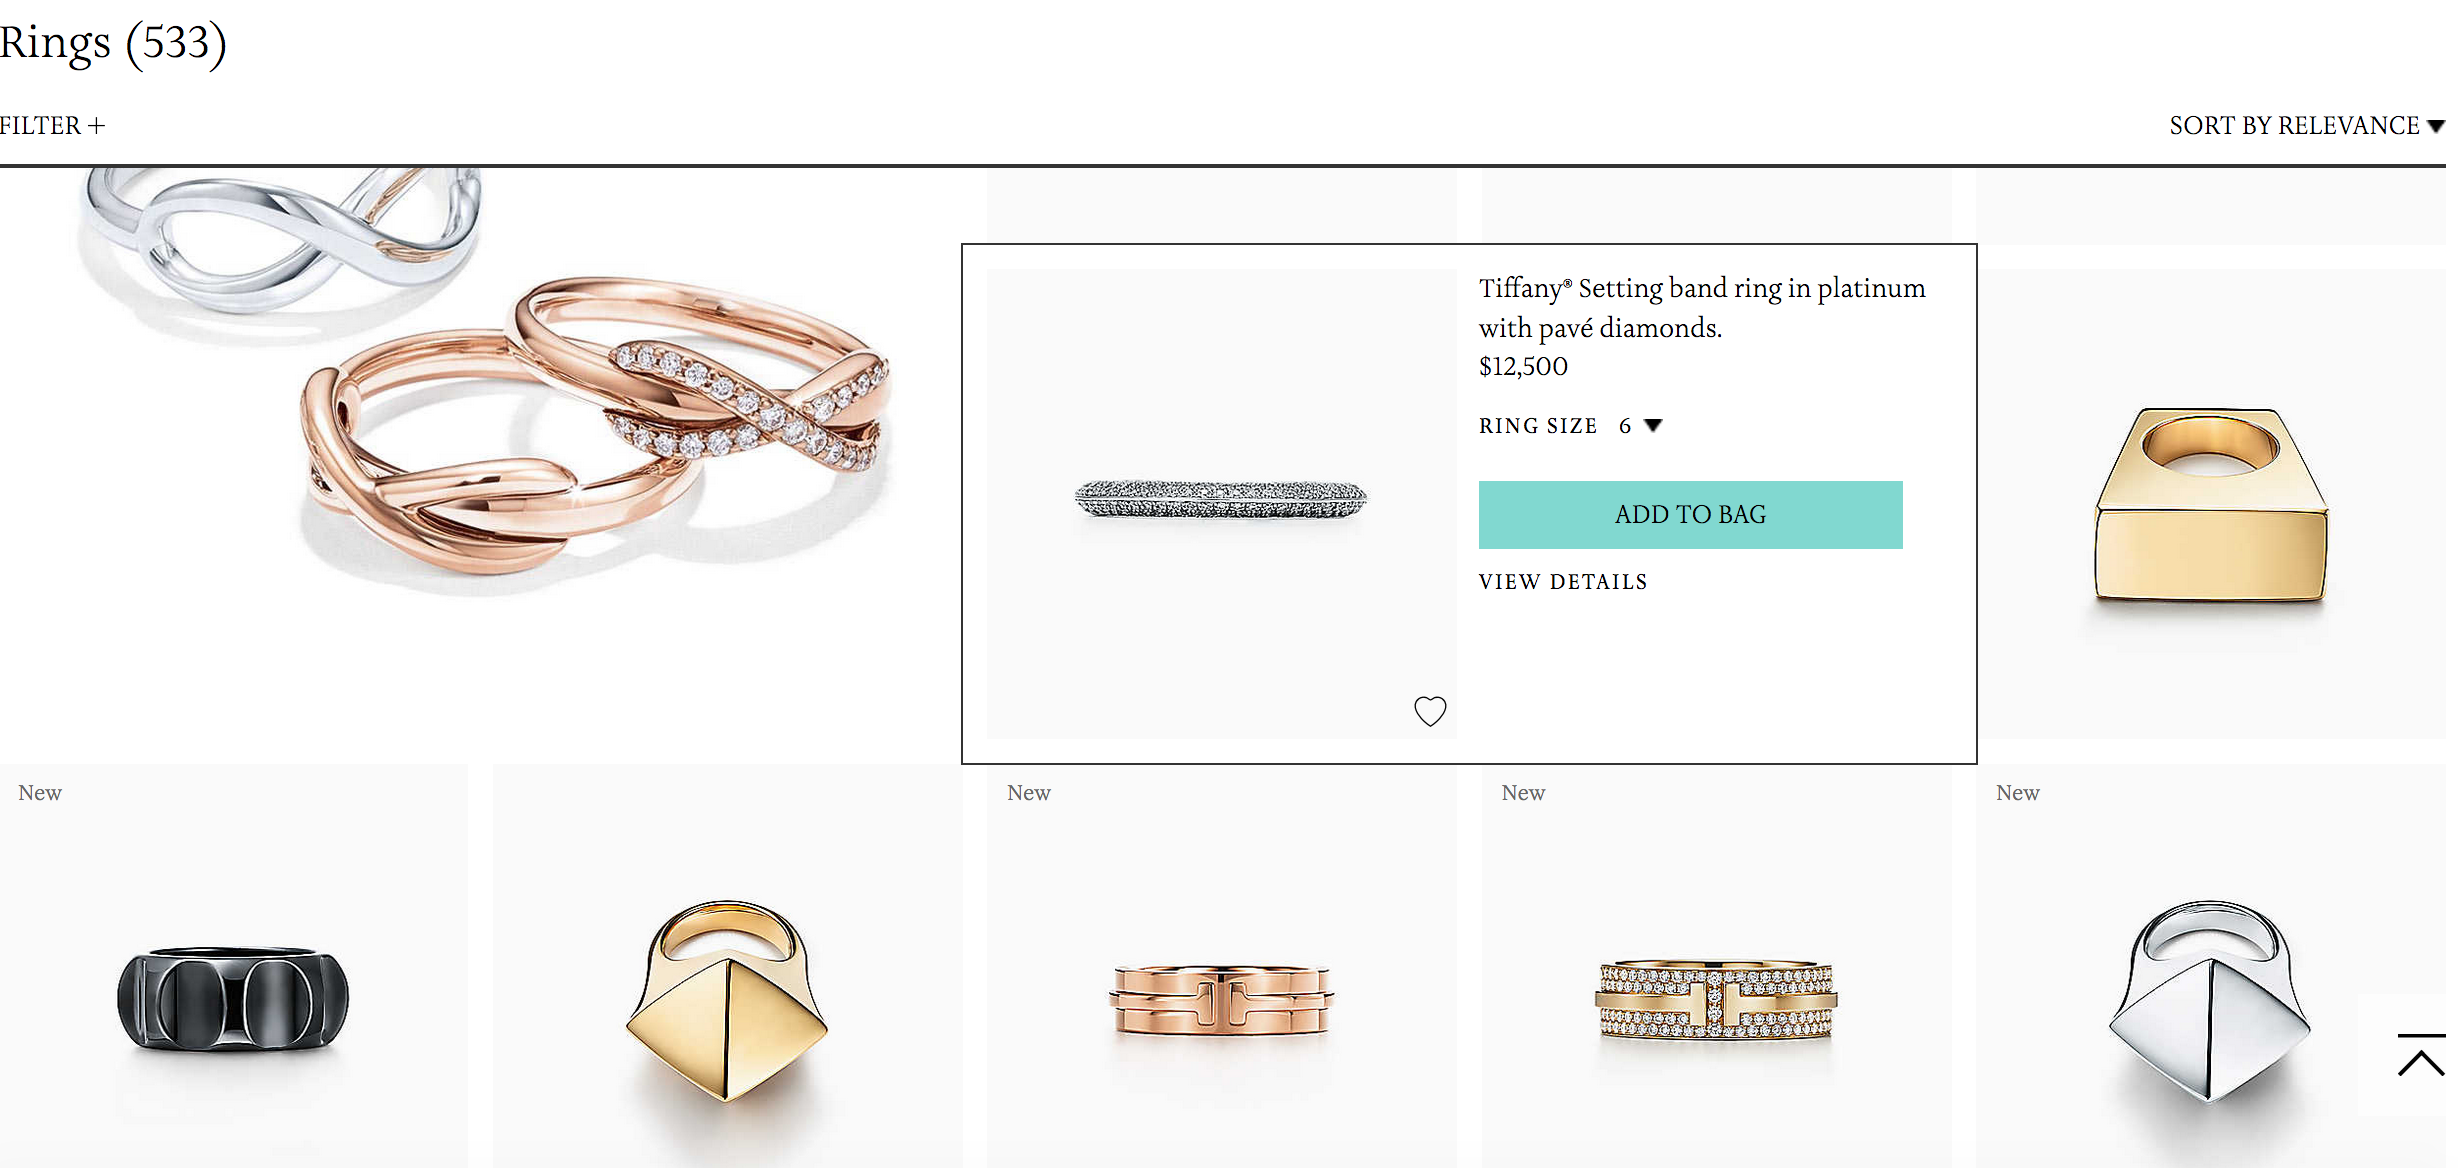 Rings (533)
FILTER +
SORT BY RELEVANCE
Tiffany® Setting band ring in platinum
with pavé diamonds.
$12,500
RING SIZE 6
ADD TO BAG
VIEW DETAILS
New
New
New
New